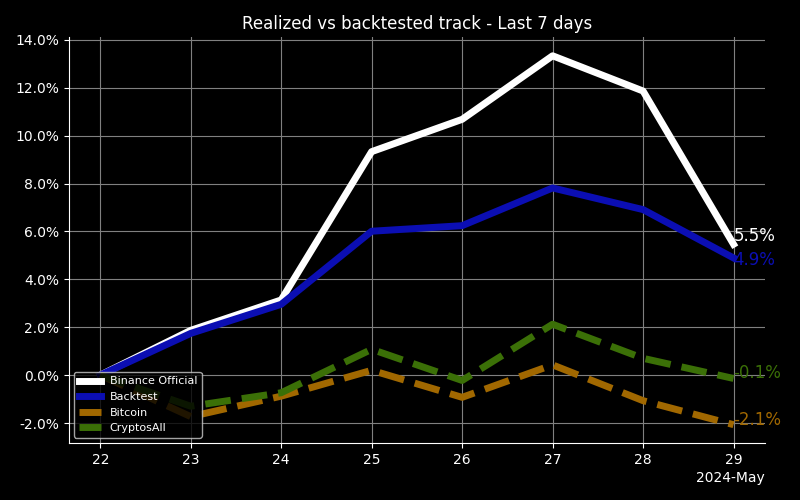 Realized vs backtested track - Last 7 days
14.0%
12.0%
10.0%
8.0%
6.0%
4.0%
2.0%
0.0%
-2.0%
5.5%
4.9%
-0.1%
-2.1%
Binance Official
Backtest
Bitcoin
CryptosAll
22 23 24 25 26 27 28 29
2024-May